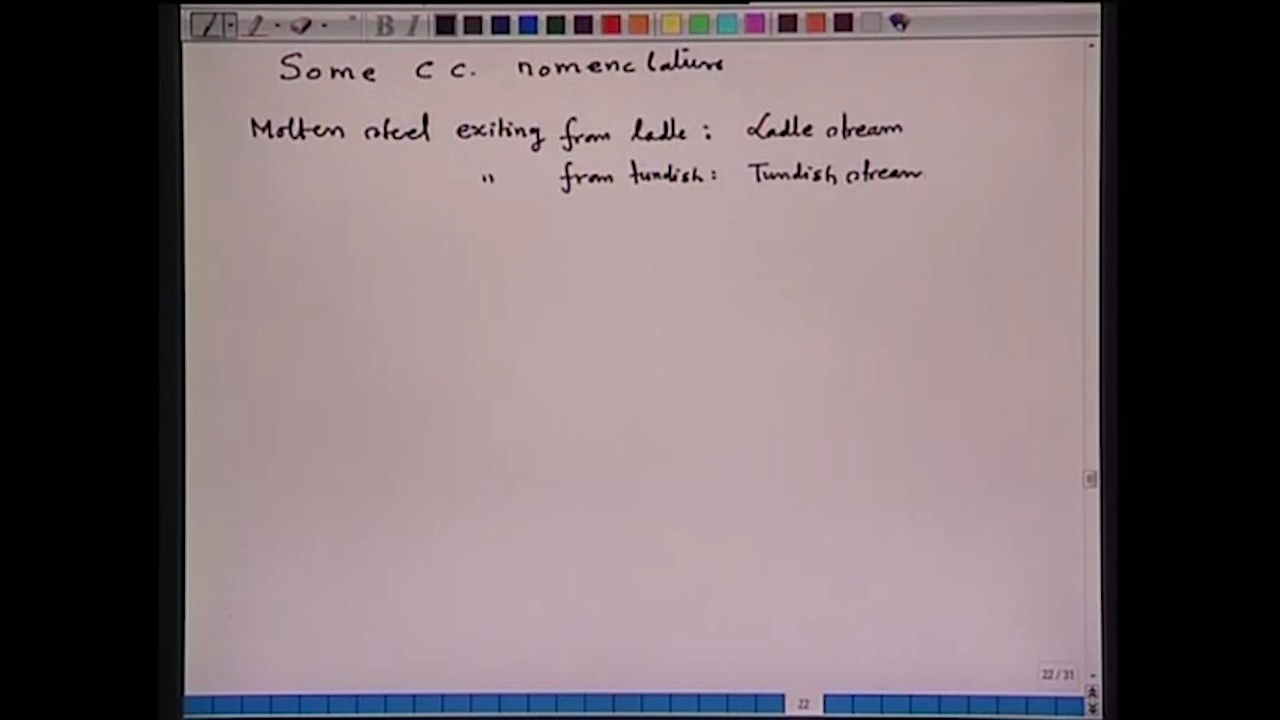 B I
Some C C. nomenclature
Molten steel exiting from ladle : Ladle stream
" from tundish : Tundish stream
22/31
22